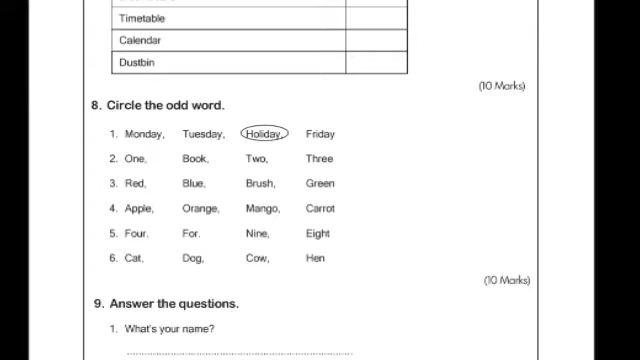 Timetable
Calendar
Dustbin
(10 Marks)
8. Circle the odd word.
1. Monday, Tuesday, Holiday, Friday
2. One, Book, Two, Three
3. Red, Blue, Brush, Green
4. Apple, Orange, Mango, Carrot
5. Four. For. Nine, Eight
6. Cat, Dog, Cow, Hen
(10 Marks)
9. Answer the questions.
1. What's your name?